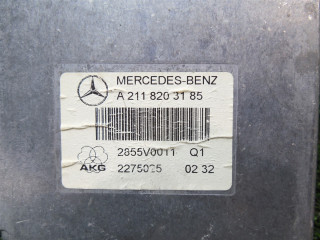 MERCEDES-BENZ
A 211 820 31 85
2855V0011 Q1
AKG
2275025 02 32